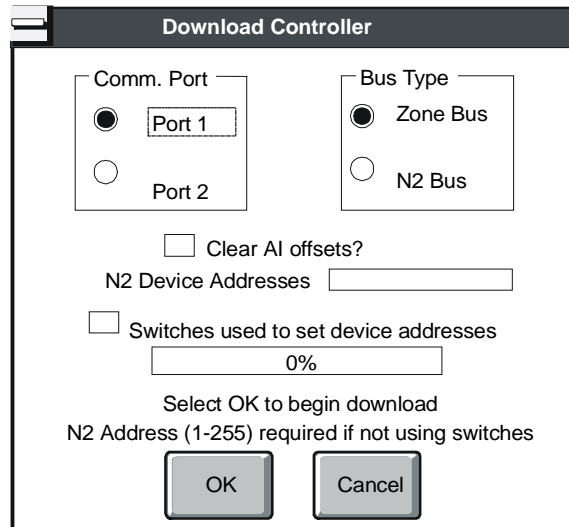 Download Controller
Comm. Port
Bus Type
Port 1
Zone Bus
Port 2
N2 Bus
Clear AI offsets?
N2 Device Addresses
Switches used to set device addresses
0%
Select OK to begin download
N2 Address (1-255) required if not using switches
OK
Cancel